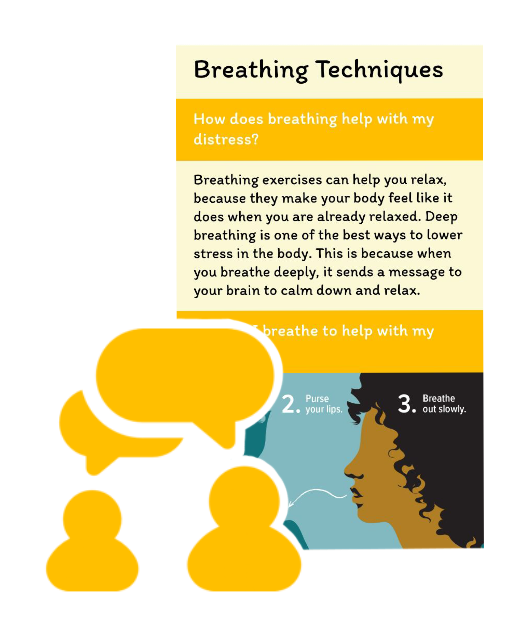 Breathing Techniques
How does breathing help with my
distress?
Breathing exercises can help you relax,
because they make your body feel like it
does when you are already relaxed. Deep
breathing is one of the best ways to lower
stress in the body. This is because when
you breathe deeply, it sends a message to
your brain to calm down and relax.
breathe to help with my
2. Purse
your lips.
3. Breathe
out slowly.